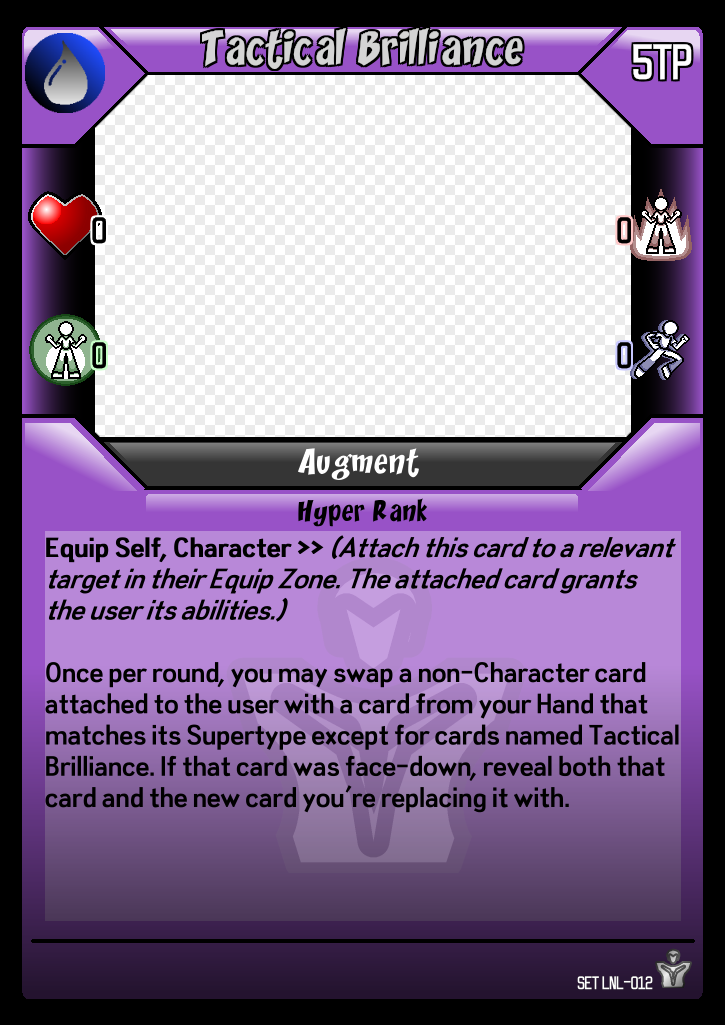 Tactical Brilliance
5TP
0
0
0
0
Augment
Hyper Rank
Equip Self, Character >> (Attach this card to a relevant
target in their Equip Zone. The attached card grants
the user its abilities.)
Once per round, you may swap a non-Character card
attached to the user with a card from your Hand that
matches its Supertype except for cards named Tactical
Brilliance. If that card was face-down, reveal both that
card and the new card you're replacing it with.
SET LNL-012